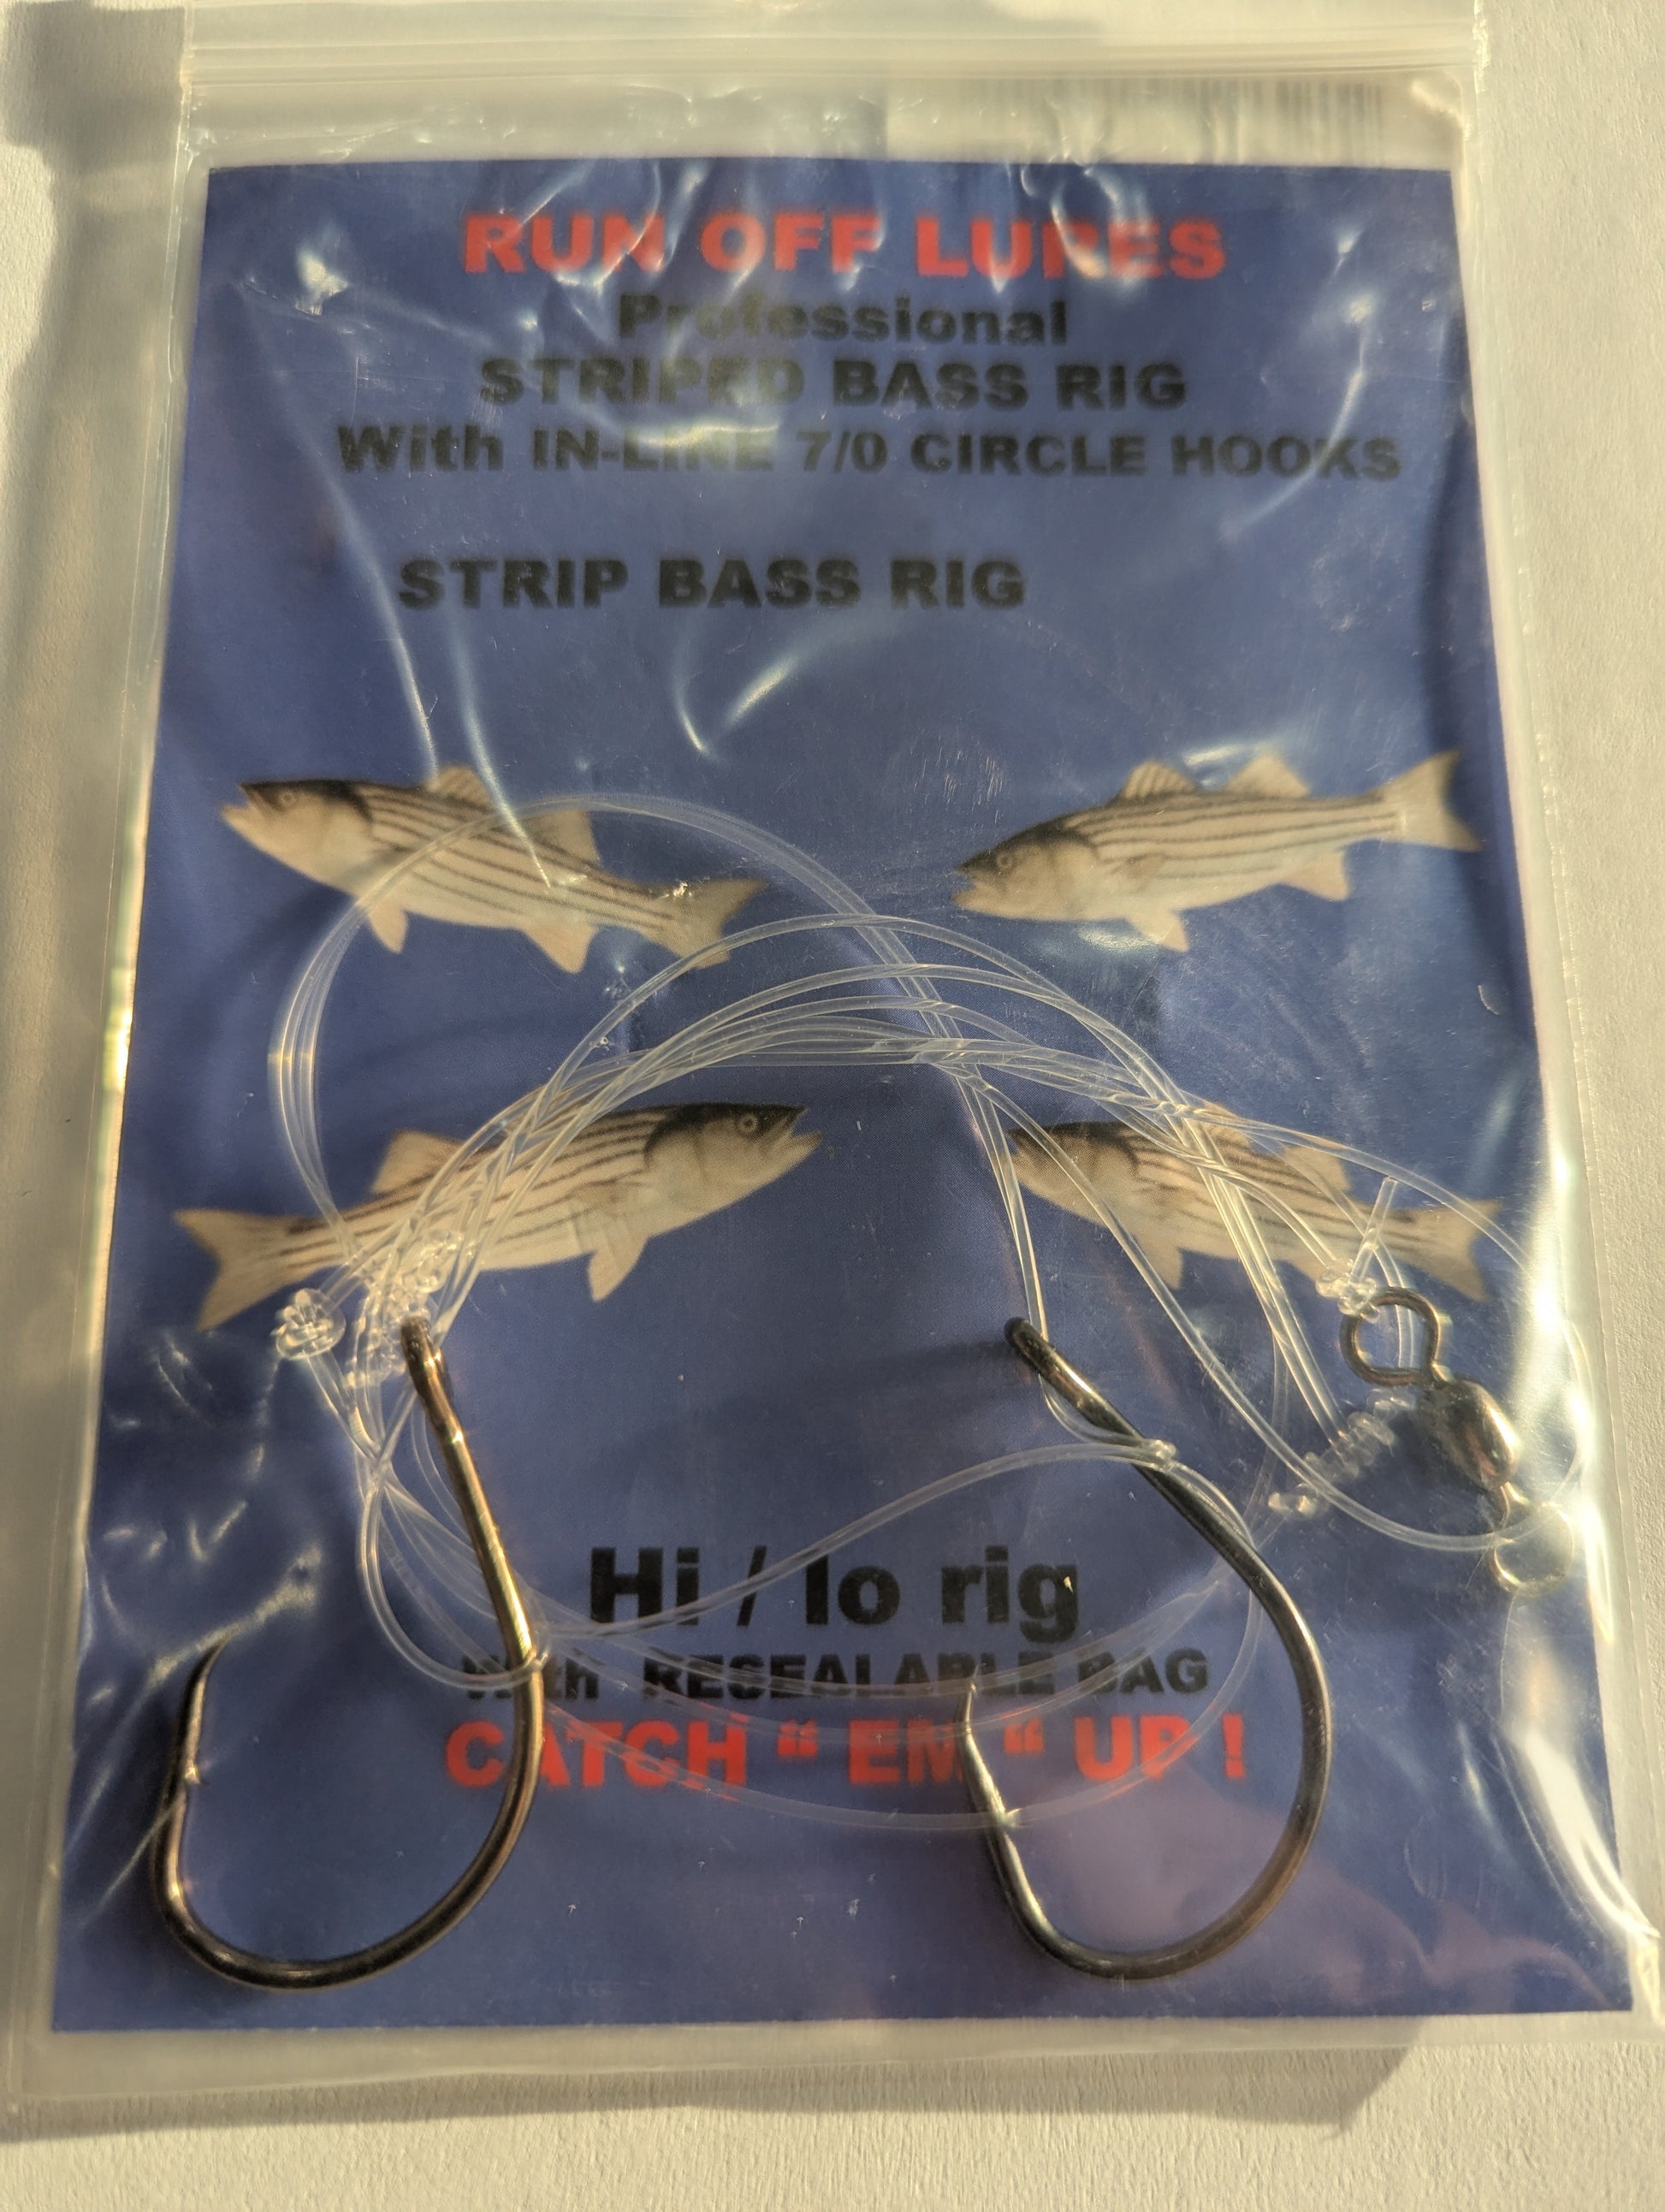 RUN OFF LURES
Professional
STRIPED BASS RIG
With IN-LINE 7/0 CIRCLE HOOKS
STRIP BASS RIG
Hi / lo rig
With RESEALABLE BAG
CATCH “ EM “ UP !